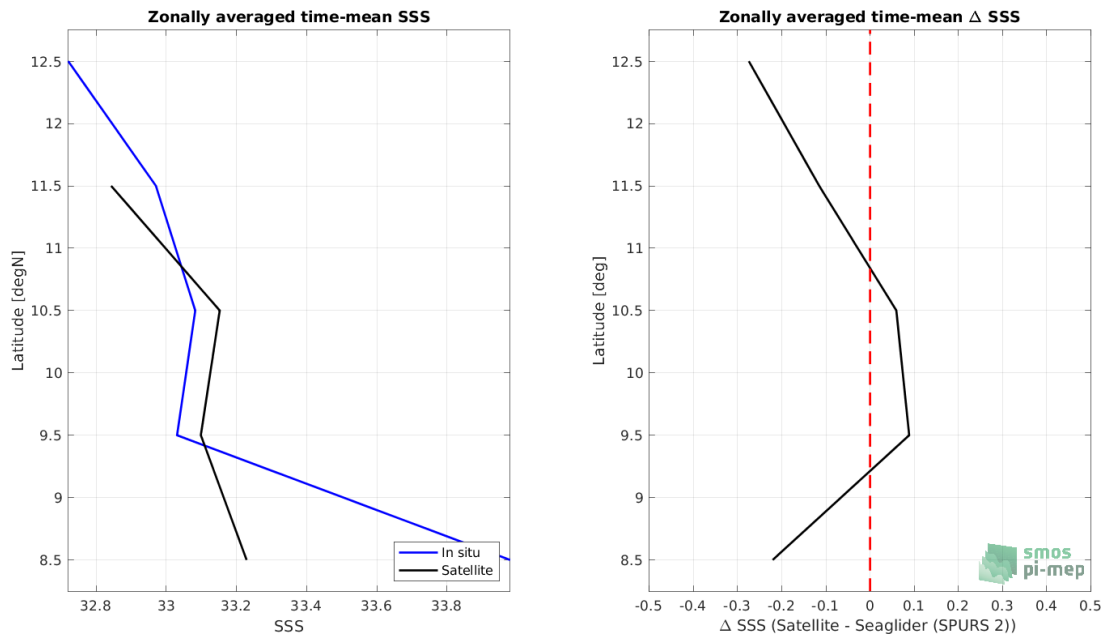 Zonally averaged time-mean SSS
12.5
12
11.5
11
10.5
10
9.5
9
8.5
Latitude [degN]
32.8 33 33.2 33.4 33.6 33.8
SSS
In situ
Satellite
Zonally averaged time-mean Δ SSS
12.5
12
11.5
11
10.5
10
9.5
9
8.5
Latitude [deg]
-0.5 -0.4 -0.3 -0.2 -0.1 0 0.1 0.2 0.3 0.4 0.5
Δ SSS (Satellite - Seaglider (SPURS 2))
smos
pi-mep